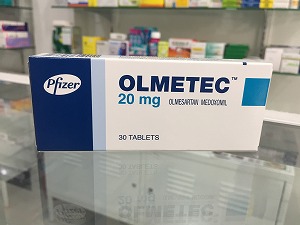 Pfizer
OLMETEC™
20 mg
OLMESARTAN MEDOXOMIL
30 TABLETS